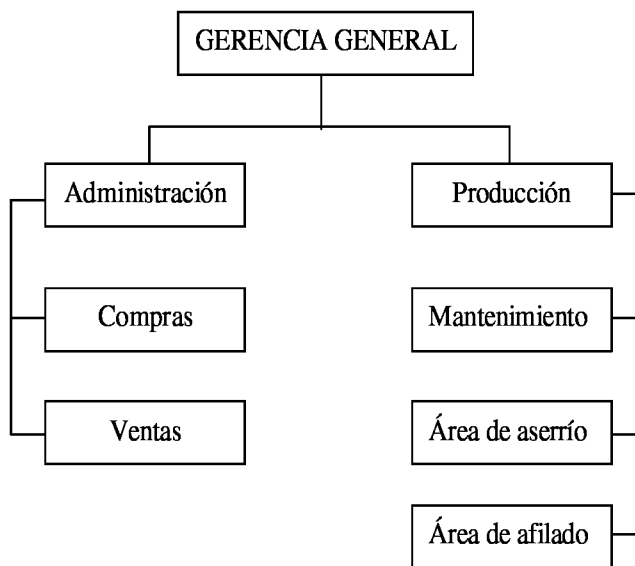 GERENCIA GENERAL
Administración
Producción
Compras
Mantenimiento
Ventas
Área de aserrío
Área de afilado